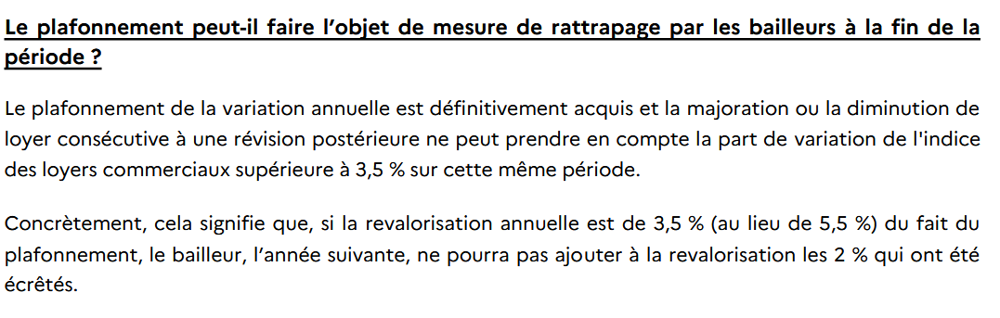 Le plafonnement peut-il faire l’objet de mesure de rattrapage par les bailleurs à la fin de la
période ?
Le plafonnement de la variation annuelle est définitivement acquis et la majoration ou la diminution de
loyer consécutive à une révision postérieure ne peut prendre en compte la part de variation de l'indice
des loyers commerciaux supérieure à 3,5 % sur cette même période.
Concrètement, cela signifie que, si la revalorisation annuelle est de 3,5 % (au lieu de 5,5 %) du fait du
plafonnement, le bailleur, l’année suivante, ne pourra pas ajouter à la revalorisation les 2 % qui ont été
écrêtés.